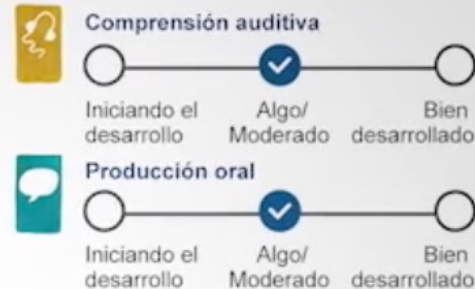 Comprensión auditiva
Iniciando el Algo/ Bien
desarrollo Moderado desarrollado
Producción oral
Iniciando el Algo/ Bien
desarrollo Moderado desarrollado